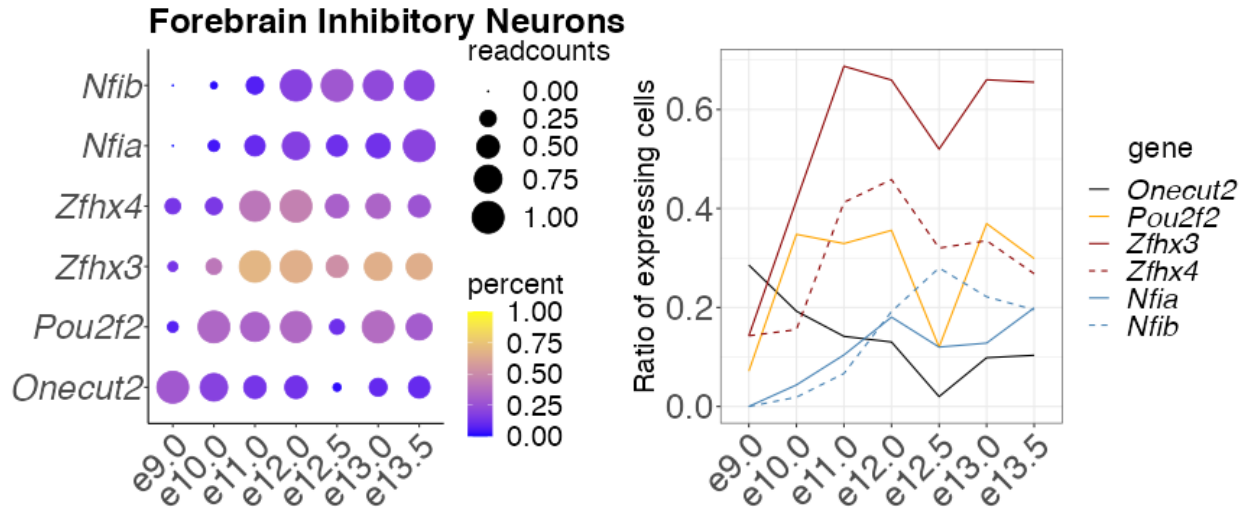 Forebrain Inhibitory Neurons
Nfib
Nfia
Zfhx4
Zfhx3
Pou2f2
Onecut2
e9.0
e10.0
e11.0
e12.0
e12.5
e13.0
e13.5
readcounts
0.00
0.25
0.50
0.75
1.00
percent
1.00
0.75
0.50
0.25
0.00
Ratio of expressing cells
0.6
0.4
0.2
0.0
e9.0
e10.0
e11.0
e12.0
e12.5
e13.0
e13.5
gene
Onecut2
Pou2f2
Zfhx3
Zfhx4
Nfia
Nfib